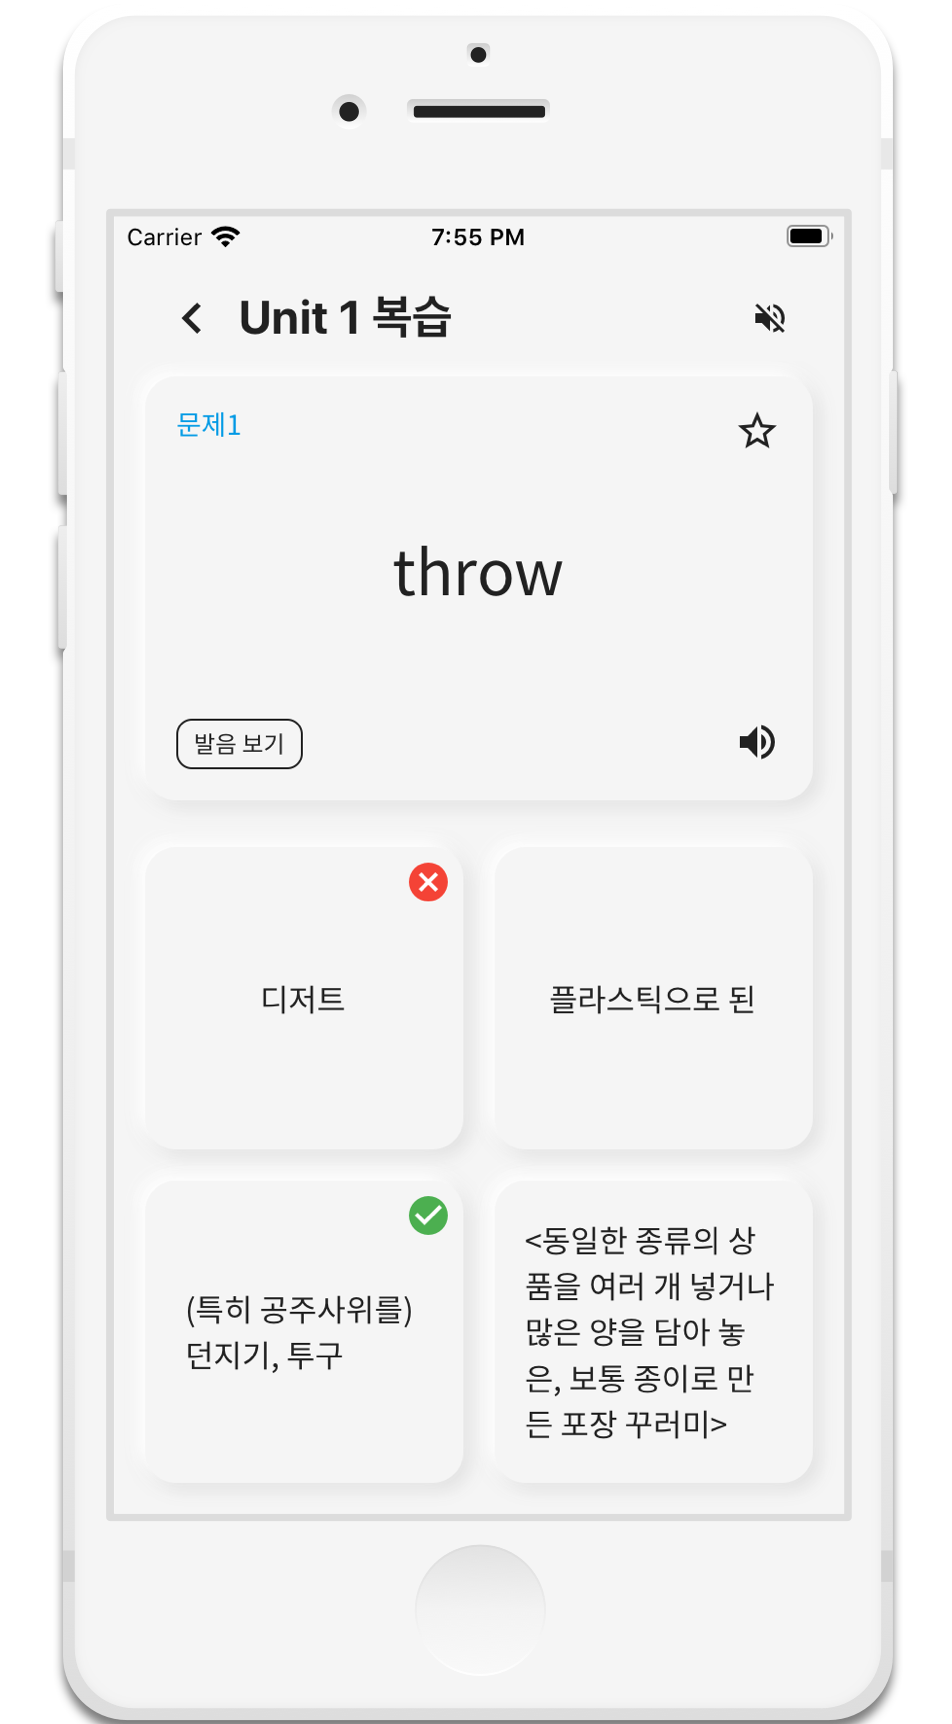 Carrier 7:55 PM
Unit 1 복습
문제1
throw
발음 보기
디저트
플라스틱으로 된
(특히 공주사위를)
던지기, 투구
<동일한 종류의 상
품을 여러 개 넣거나
많은 양을 담아 놓
은, 보통 종이로 만
든 포장 꾸러미>